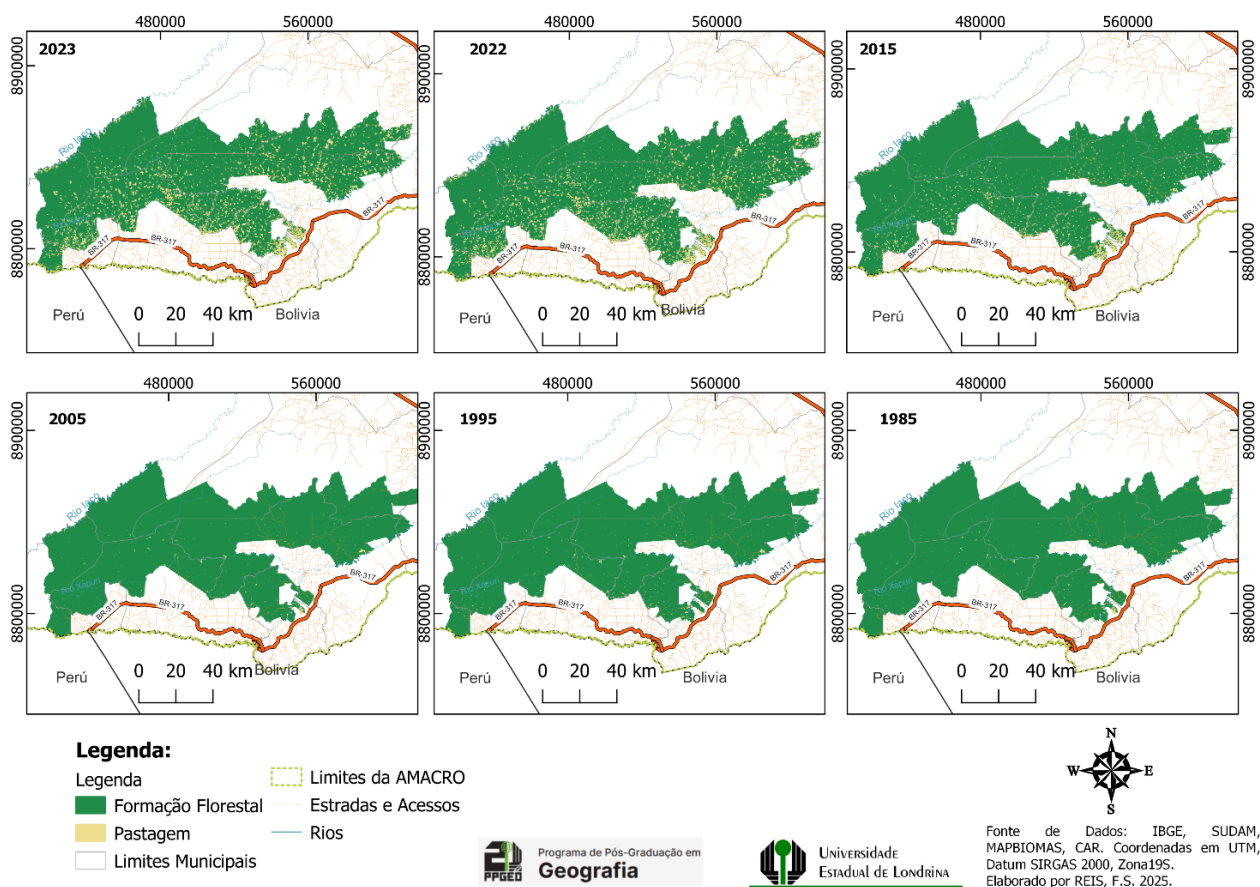 480000 560000
480000 560000
480000 560000
2023
2022
2015
8900000
8800000
8900000
8800000
8900000
8800000
Rio Iaco
BR-317
BR-317
BR-317
Perú
Bolivia
0 20 40 km
Rio Iaco
BR-317
BR-317
BR-317
Perú
Bolivia
0 20 40 km
Rio Iaco
BR-317
BR-317
BR-317
Perú
Bolivia
0 20 40 km
480000 560000
480000 560000
480000 560000
2005
1995
1985
8900000
8800000
8900000
8800000
8900000
8800000
Rio Iaco
Rio Xapuri
BR-317
BR-317
BR-317
Perú
Bolivia
0 20 40 km
Rio Iaco
Rio Xapuri
BR-317
BR-317
BR-317
Perú
Bolivia
0 20 40 km
Rio Iaco
Rio Xapuri
BR-317
BR-317
BR-317
Perú
Bolivia
0 20 40 km
Legenda:
Legenda
Formação Florestal
Pastagem
Limites Municipais
Limites da AMACRO
Estradas e Acessos
Rios
N
W E
S
PPGEO
Programa de Pós-Graduação em
Geografia
Universidade
Estadual de Londrina
Fonte de Dados: IBGE, SUDAM,
MAPBIOMAS, CAR. Coordenadas em UTM,
Datum SIRGAS 2000, Zona19S.
Elaborado por REIS, F.S. 2025.